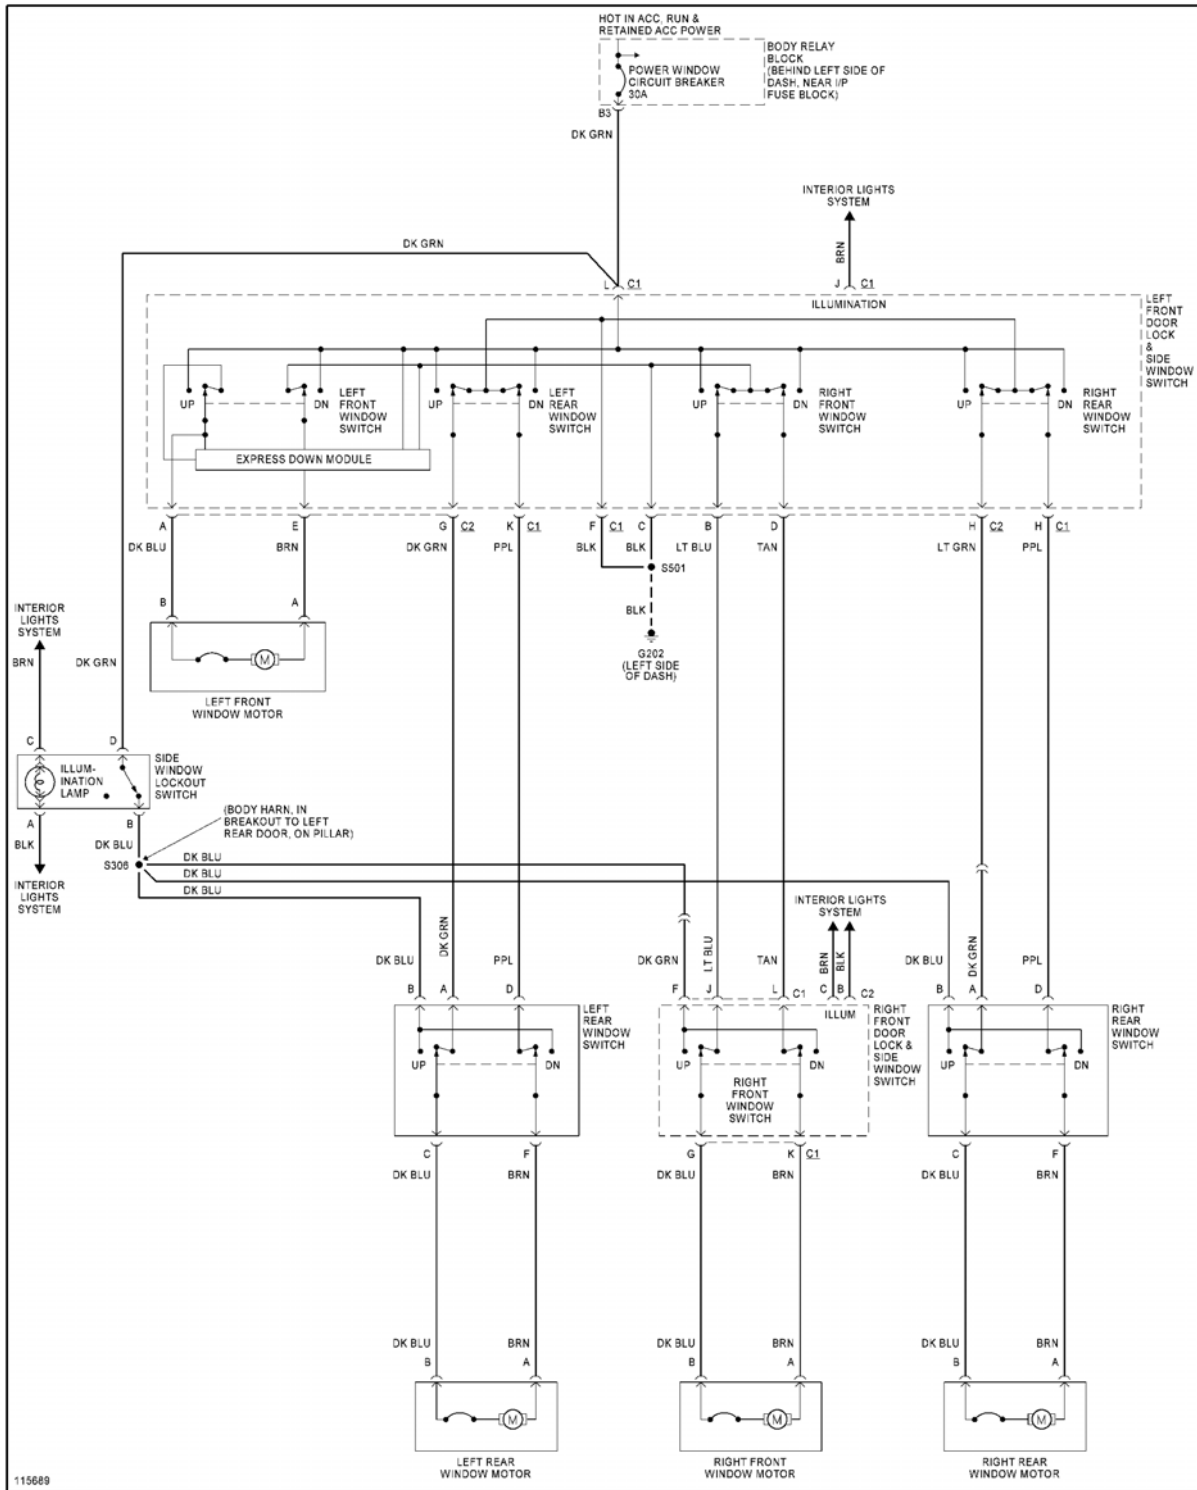 HOT IN ACC, RUN &
RETAINED ACC POWER
BODY RELAY
BLOCK
(BEHIND LEFT SIDE OF
DASH, NEAR I/P
FUSE BLOCK)
POWER WINDOW
CIRCUIT BREAKER
30A
B3
DK GRN
INTERIOR LIGHTS
SYSTEM
BRN
DK GRN
L C1
J C1
ILLUMINATION
LEFT
FRONT
DOOR
LOCK
&
SIDE
WINDOW
SWITCH
UP
DN
LEFT
FRONT
WINDOW
SWITCH
UP
DN
LEFT
REAR
WINDOW
SWITCH
UP
DN
RIGHT
FRONT
WINDOW
SWITCH
UP
DN
RIGHT
REAR
WINDOW
SWITCH
EXPRESS DOWN MODULE
A E G C2 K C1 F C1 C B D H C2 H C1
DK BLU BRN DK GRN PPL BLK BLK LT BLU TAN LT GRN PPL
S501
BLK
B A
G202
(LEFT SIDE
OF DASH)
M
LEFT FRONT
WINDOW MOTOR
INTERIOR
LIGHTS
SYSTEM
BRN
DK GRN
C D
ILLUM-
INATION
LAMP
SIDE
WINDOW
LOCKOUT
SWITCH
A B
BLK
DK BLU
(BODY HARN, IN
BREAKOUT TO LEFT
REAR DOOR, ON PILLAR)
S306
DK BLU
DK BLU
DK BLU
INTERIOR
LIGHTS
SYSTEM
INTERIOR LIGHTS
SYSTEM
DK BLU DK GRN PPL DK GRN LT BLU TAN BRN BLK DK BLU DK GRN PPL
B A D F J L C1 C B C2 B A D
ILLUM
LEFT
REAR
WINDOW
SWITCH
UP
DN
RIGHT
FRONT
DOOR
LOCK &
SIDE
WINDOW
SWITCH
UP
DN
RIGHT
FRONT
WINDOW
SWITCH
RIGHT
REAR
WINDOW
SWITCH
UP
DN
C F G K C1 C F
DK BLU BRN DK BLU BRN DK BLU BRN
DK BLU BRN DK BLU BRN DK BLU BRN
B A B A B A
M M M
LEFT REAR
WINDOW MOTOR
RIGHT FRONT
WINDOW MOTOR
RIGHT REAR
WINDOW MOTOR
115689